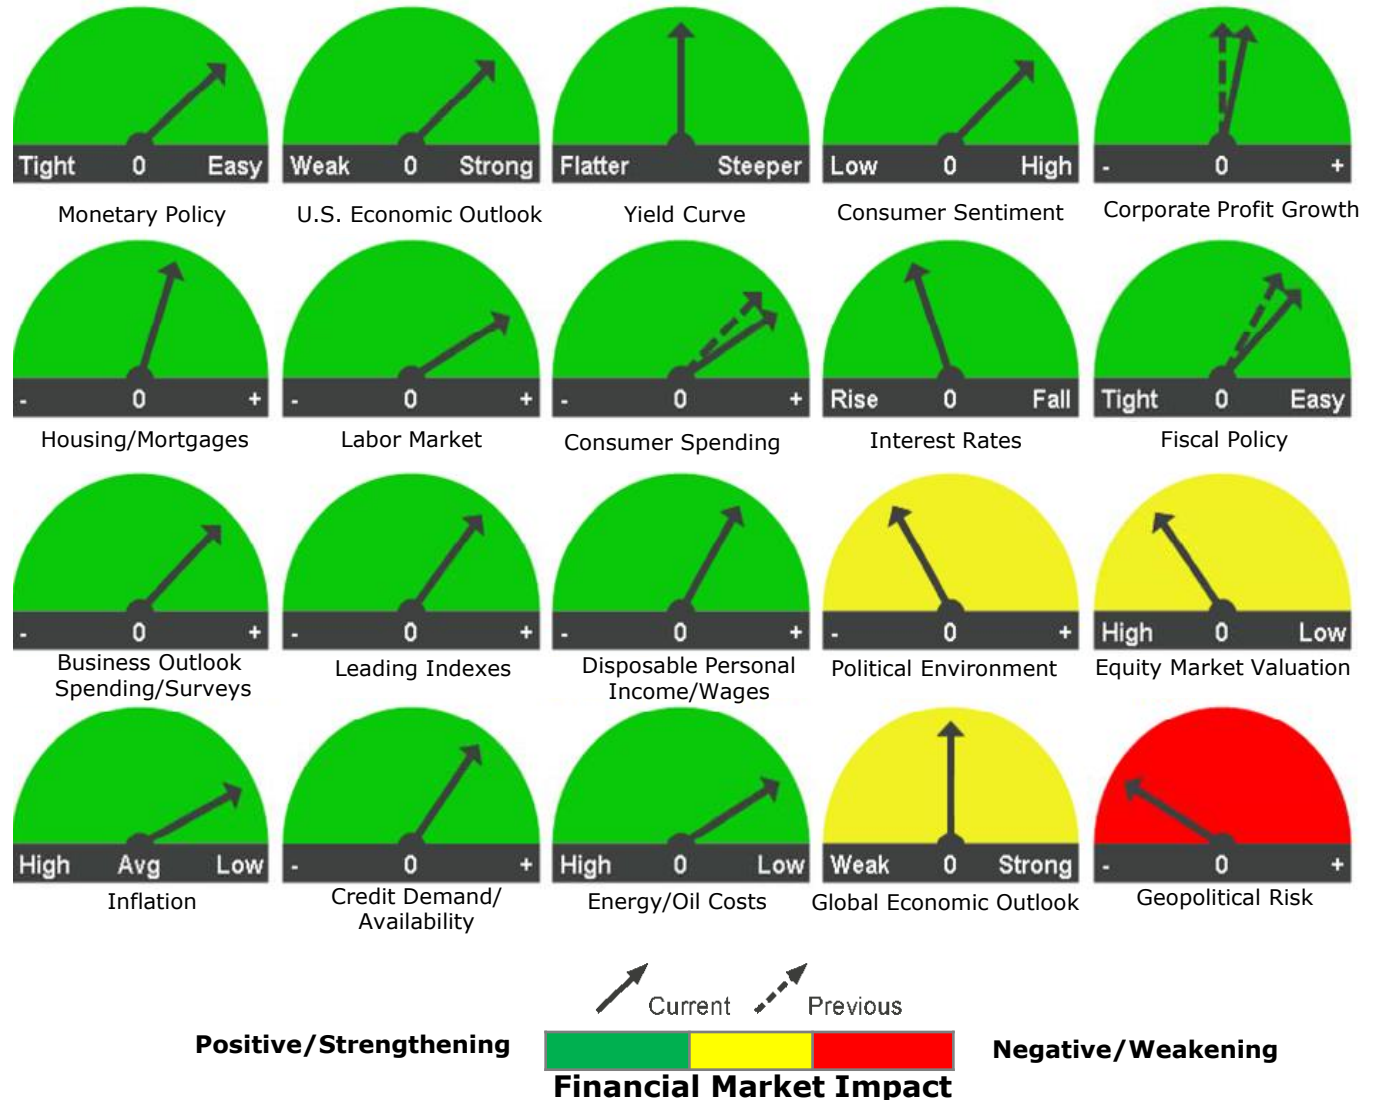 Tight 0 Easy
Weak 0 Strong
Flatter Steeper
Low 0 High
- 0 +
Monetary Policy
U.S. Economic Outlook
Yield Curve
Consumer Sentiment
Corporate Profit Growth
- 0 +
- 0 +
- 0 +
Rise 0 Fall
Tight 0 Easy
Housing/Mortgages
Labor Market
Consumer Spending
Interest Rates
Fiscal Policy
- 0 +
- 0 +
- 0 +
- 0 +
High 0 Low
Business Outlook
Spending/Surveys
Leading Indexes
Disposable Personal
Income/Wages
Political Environment
Equity Market Valuation
High Avg Low
- 0 +
High 0 Low
Weak 0 Strong
- 0 +
Inflation
Credit Demand/
Availability
Energy/Oil Costs
Global Economic Outlook
Geopolitical Risk
Current
Previous
Positive/Strengthening
Negative/Weakening
Financial Market Impact